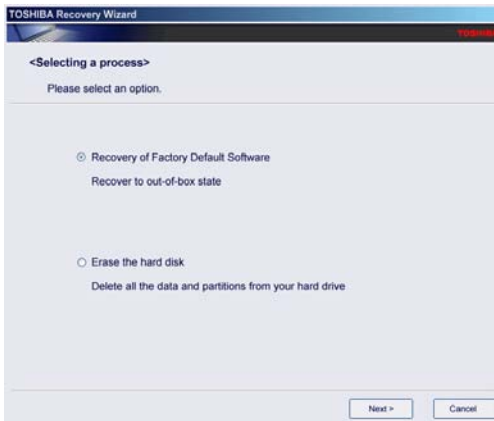 TOSHIBA Recovery Wizard
TOSHIBA
<Selecting a process>
Please select an option.
Recovery of Factory Default Software
Recover to out-of-box state
Erase the hard disk
Delete all the data and partitions from your hard drive
Next >
Cancel